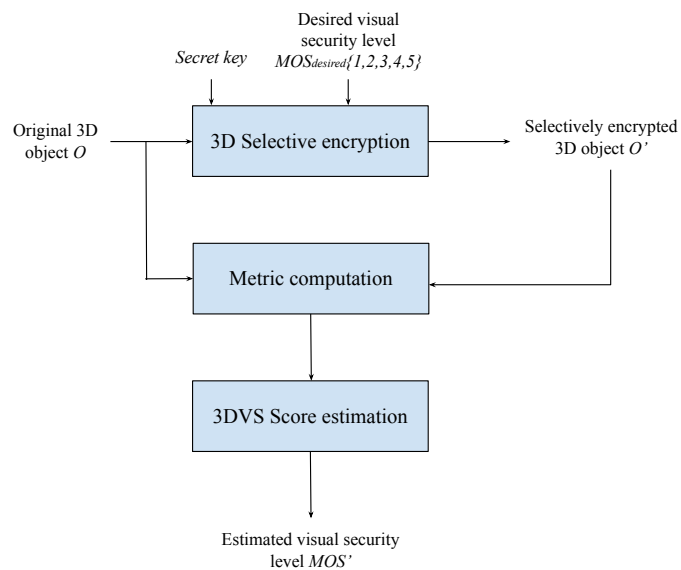 Desired visual
security level
Secret key
MOSdesired{1,2,3,4,5}
Original 3D
object O
3D Selective encryption
Selectively encrypted
3D object O’
Metric computation
3DVS Score estimation
Estimated visual security
level MOS’